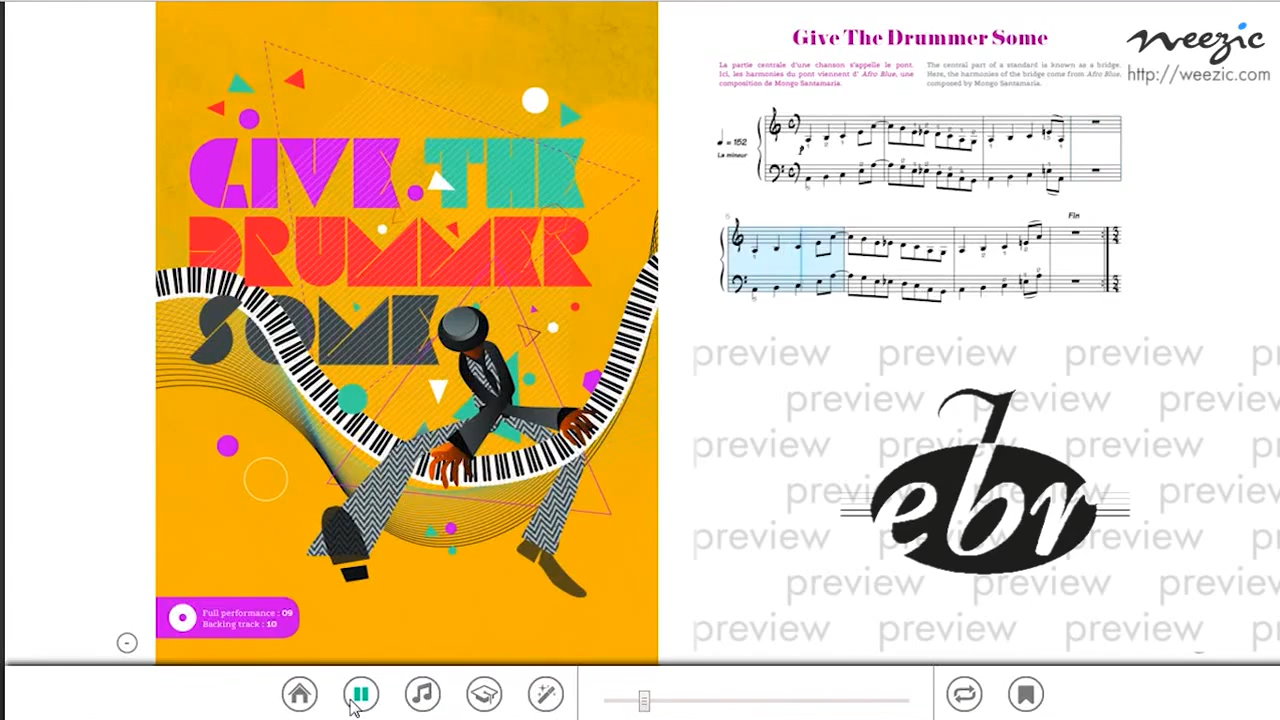 GIVE THE
DRUMMER
SOME
Full performance : 09
Backing track : 10
Give The Drummer Some
weezic
http://weezic.com
La partie centrale d'une chanson s'appelle le pont.
Ici, les harmonies du pont viennent d' Afro Blue, une
composition de Mongo Santamaria.
The central part of a standard is known as a bridge.
Here, the harmonies of the bridge come from Afro Blue,
composed by Mongo Santamaria.
= 152
La mineur
p
Fin
preview preview preview p
preview preview
preview preview preview p
preview preview
preview preview preview p
preview preview
preview preview preview p
ebr